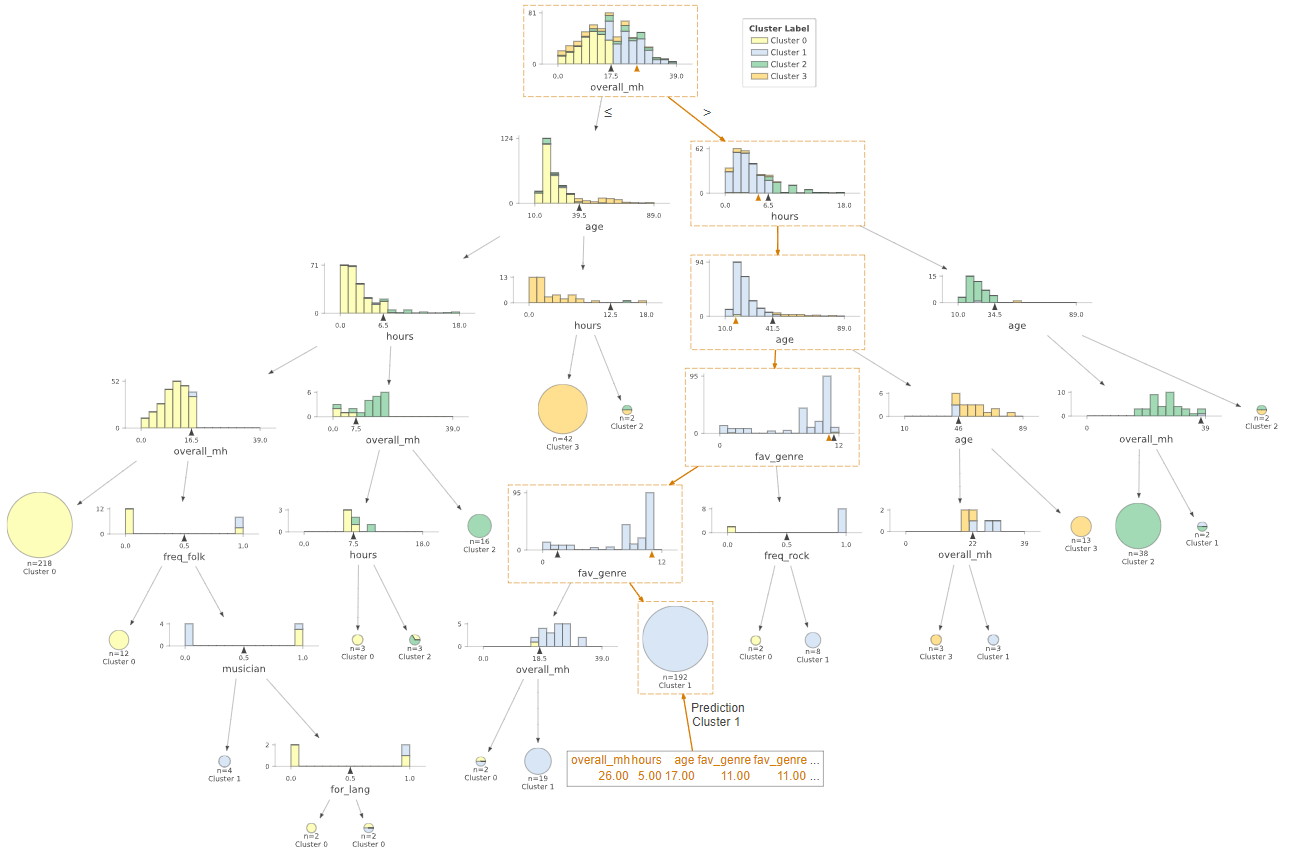 81
0
0.0 17.5 39.0
overall_mh
Cluster Label
Cluster 0
Cluster 1
Cluster 2
Cluster 3
≤ >
124
0
10.0 39.5 89.0
age
62
0
0.0 6.5 18.0
hours
71
0
0.0 6.5 18.0
hours
13
0
0.0 12.5 18.0
hours
94
0
10.0 41.5 89.0
age
15
0
10.0 34.5 89.0
age
52
0
0.0 16.5 39.0
overall_mh
6
0
0.0 7.5 39.0
overall_mh
n=42
Cluster 3
n=2
Cluster 2
95
0
0 12
fav_genre
6
0
10 46 89
age
10
0
0 39
overall_mh
n=2
Cluster 2
n=218
Cluster 0
12
0
0.0 0.5 1.0
freq_folk
3
0
0.0 7.5 18.0
hours
n=16
Cluster 2
95
0
0 12
fav_genre
8
0
0.0 0.5 1.0
freq_rock
2
0
0 22 39
overall_mh
n=13
Cluster 3
n=38
Cluster 2
n=2
Cluster 1
n=12
Cluster 0
4
0
0.0 0.5 1.0
musician
n=3
Cluster 0
n=3
Cluster 2
5
0
0.0 18.5 39.0
overall_mh
n=192
Cluster 1
n=2
Cluster 0
n=8
Cluster 1
n=3
Cluster 3
n=3
Cluster 1
Prediction
Cluster 1
n=4
Cluster 1
2
0
0.0 0.5 1.0
for_lang
n=2
Cluster 0
n=19
Cluster 1
overall_mh hours age fav_genre fav_genre ...
26.00 5.00 17.00 11.00 11.00 ...
n=2
Cluster 0
n=2
Cluster 0